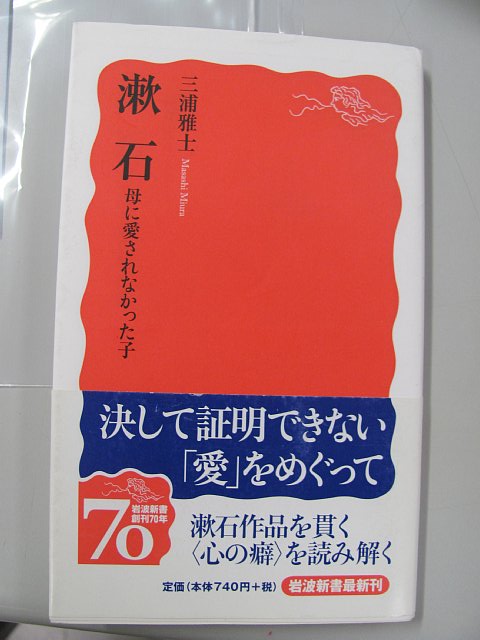 三浦雅士
Masashi Miura
漱石
母に愛されなかった子
決して証明できない
「愛」をめぐって
岩波新書
創刊70年
70
漱石作品を貫く
〈心の癖〉を読み解く
定価(本体740円+税)
岩波新書最新刊